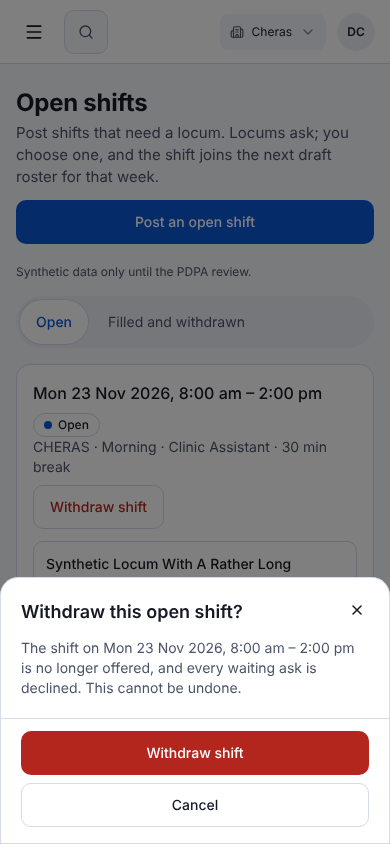 Cheras
DC
Open shifts
Post shifts that need a locum. Locums ask; you
choose one, and the shift joins the next draft
roster for that week.
Post an open shift
Synthetic data only until the PDPA review.
Open
Filled and withdrawn
Mon 23 Nov 2026, 8:00 am – 2:00 pm
Open
CHERAS · Morning · Clinic Assistant · 30 min
break
Withdraw shift
Synthetic Locum With A Rather Long
Withdraw this open shift?
The shift on Mon 23 Nov 2026, 8:00 am – 2:00 pm
is no longer offered, and every waiting ask is
declined. This cannot be undone.
Withdraw shift
Cancel